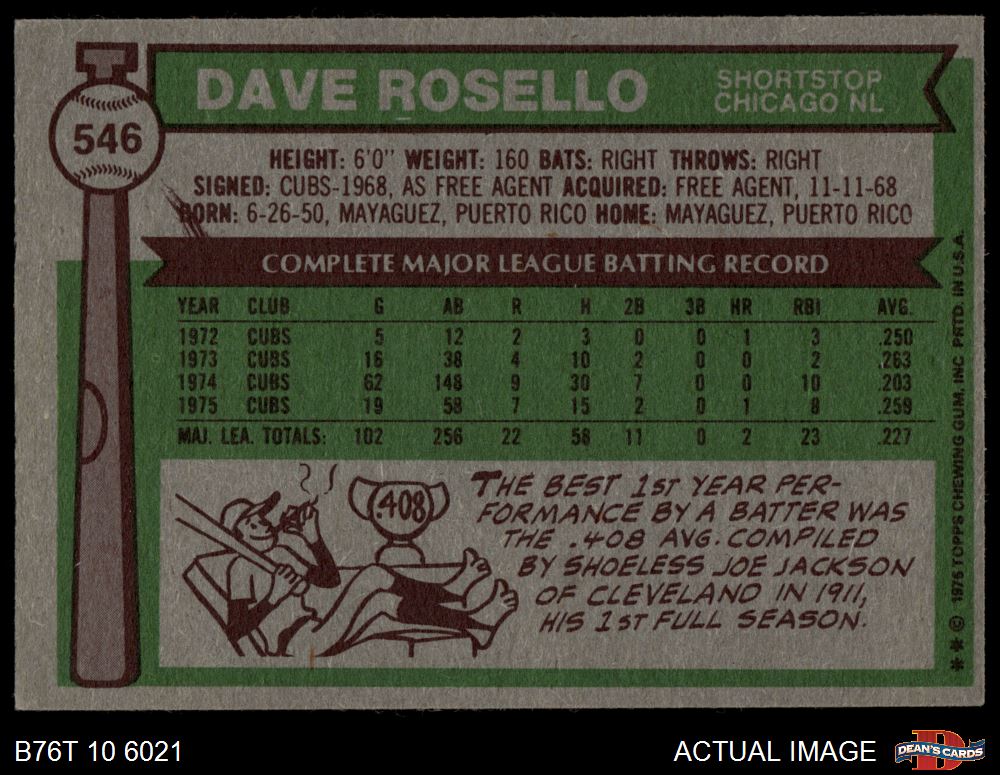 DAVE ROSELLO
SHORTSTOP
CHICAGO NL
546
HEIGHT: 6'0" WEIGHT: 160 BATS: RIGHT THROWS: RIGHT
SIGNED: CUBS-1968, AS FREE AGENT ACQUIRED: FREE AGENT, 11-11-68
BORN: 6-26-50, MAYAGUEZ, PUERTO RICO HOME: MAYAGUEZ, PUERTO RICO
COMPLETE MAJOR LEAGUE BATTING RECORD
YEAR CLUB G AB R H 2B 3B HR RBI AVG.
1972 CUBS 5 12 2 3 0 0 1 3 .250
1973 CUBS 16 38 4 10 2 0 0 2 .263
1974 CUBS 62 148 9 30 7 0 0 10 .203
1975 CUBS 19 58 7 15 2 0 1 8 .259
MAJ. LEA. TOTALS: 102 256 22 58 11 0 2 23 .227
408
THE BEST 1ST YEAR PER-
FORMANCE BY A BATTER WAS
THE .408 AVG. COMPILED
BY SHOELESS JOE JACKSON
OF CLEVELAND IN 1911,
HIS 1ST FULL SEASON.
** © 1976 TOPPS CHEWING GUM, INC. PRTD. IN U.S.A.
B76T 10 6021
ACTUAL IMAGE
D
DEAN'S CARDS